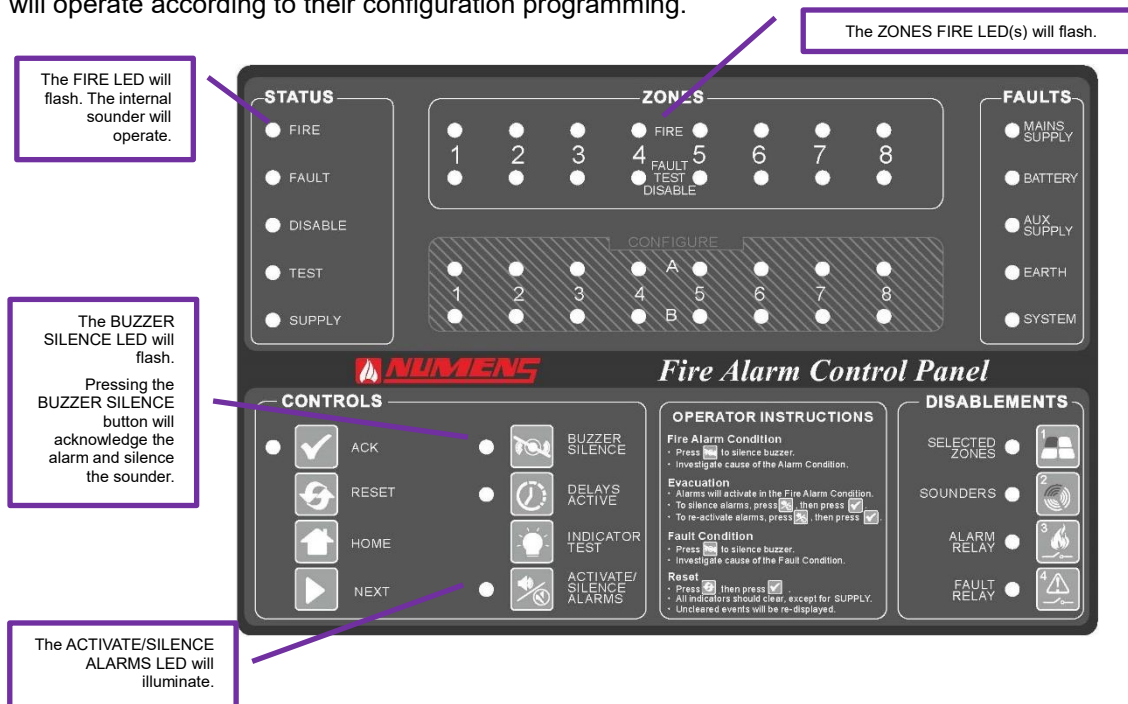 will operate according to their configuration programming.
The ZONES FIRE LED(s) will flash.
The FIRE LED will
flash. The internal
sounder will
operate.
STATUS
FIRE
FAULT
DISABLE
TEST
SUPPLY
ZONES
FIRE
1 2 3 4 5 6 7 8
FAULT
TEST
DISABLE
CONFIGURE
A
1 2 3 4 5 6 7 8
B
FAULTS
MAINS
SUPPLY
BATTERY
AUX
SUPPLY
EARTH
SYSTEM
The BUZZER
SILENCE LED will
flash.
Pressing the
BUZZER SILENCE
button will
acknowledge the
alarm and silence
the sounder.
NUMENS
Fire Alarm Control Panel
CONTROLS
ACK
RESET
HOME
NEXT
BUZZER
SILENCE
DELAYS
ACTIVE
INDICATOR
TEST
ACTIVATE/
SILENCE
ALARMS
OPERATOR INSTRUCTIONS
Fire Alarm Condition
· Press to silence buzzer.
· Investigate cause of the Alarm Condition.
Evacuation
· Alarms will activate in the Fire Alarm Condition.
· To silence alarms, press , then press .
· To re-activate alarms, press , then press .
Fault Condition
· Press to silence buzzer.
· Investigate cause of the Fault Condition.
Reset
· Press then press .
· All indicators should clear, except for SUPPLY.
· Uncleared events will be re-displayed.
DISABLEMENTS
SELECTED
ZONES
1
SOUNDERS
2
ALARM
RELAY
3
FAULT
RELAY
4
The ACTIVATE/SILENCE
ALARMS LED will
illuminate.